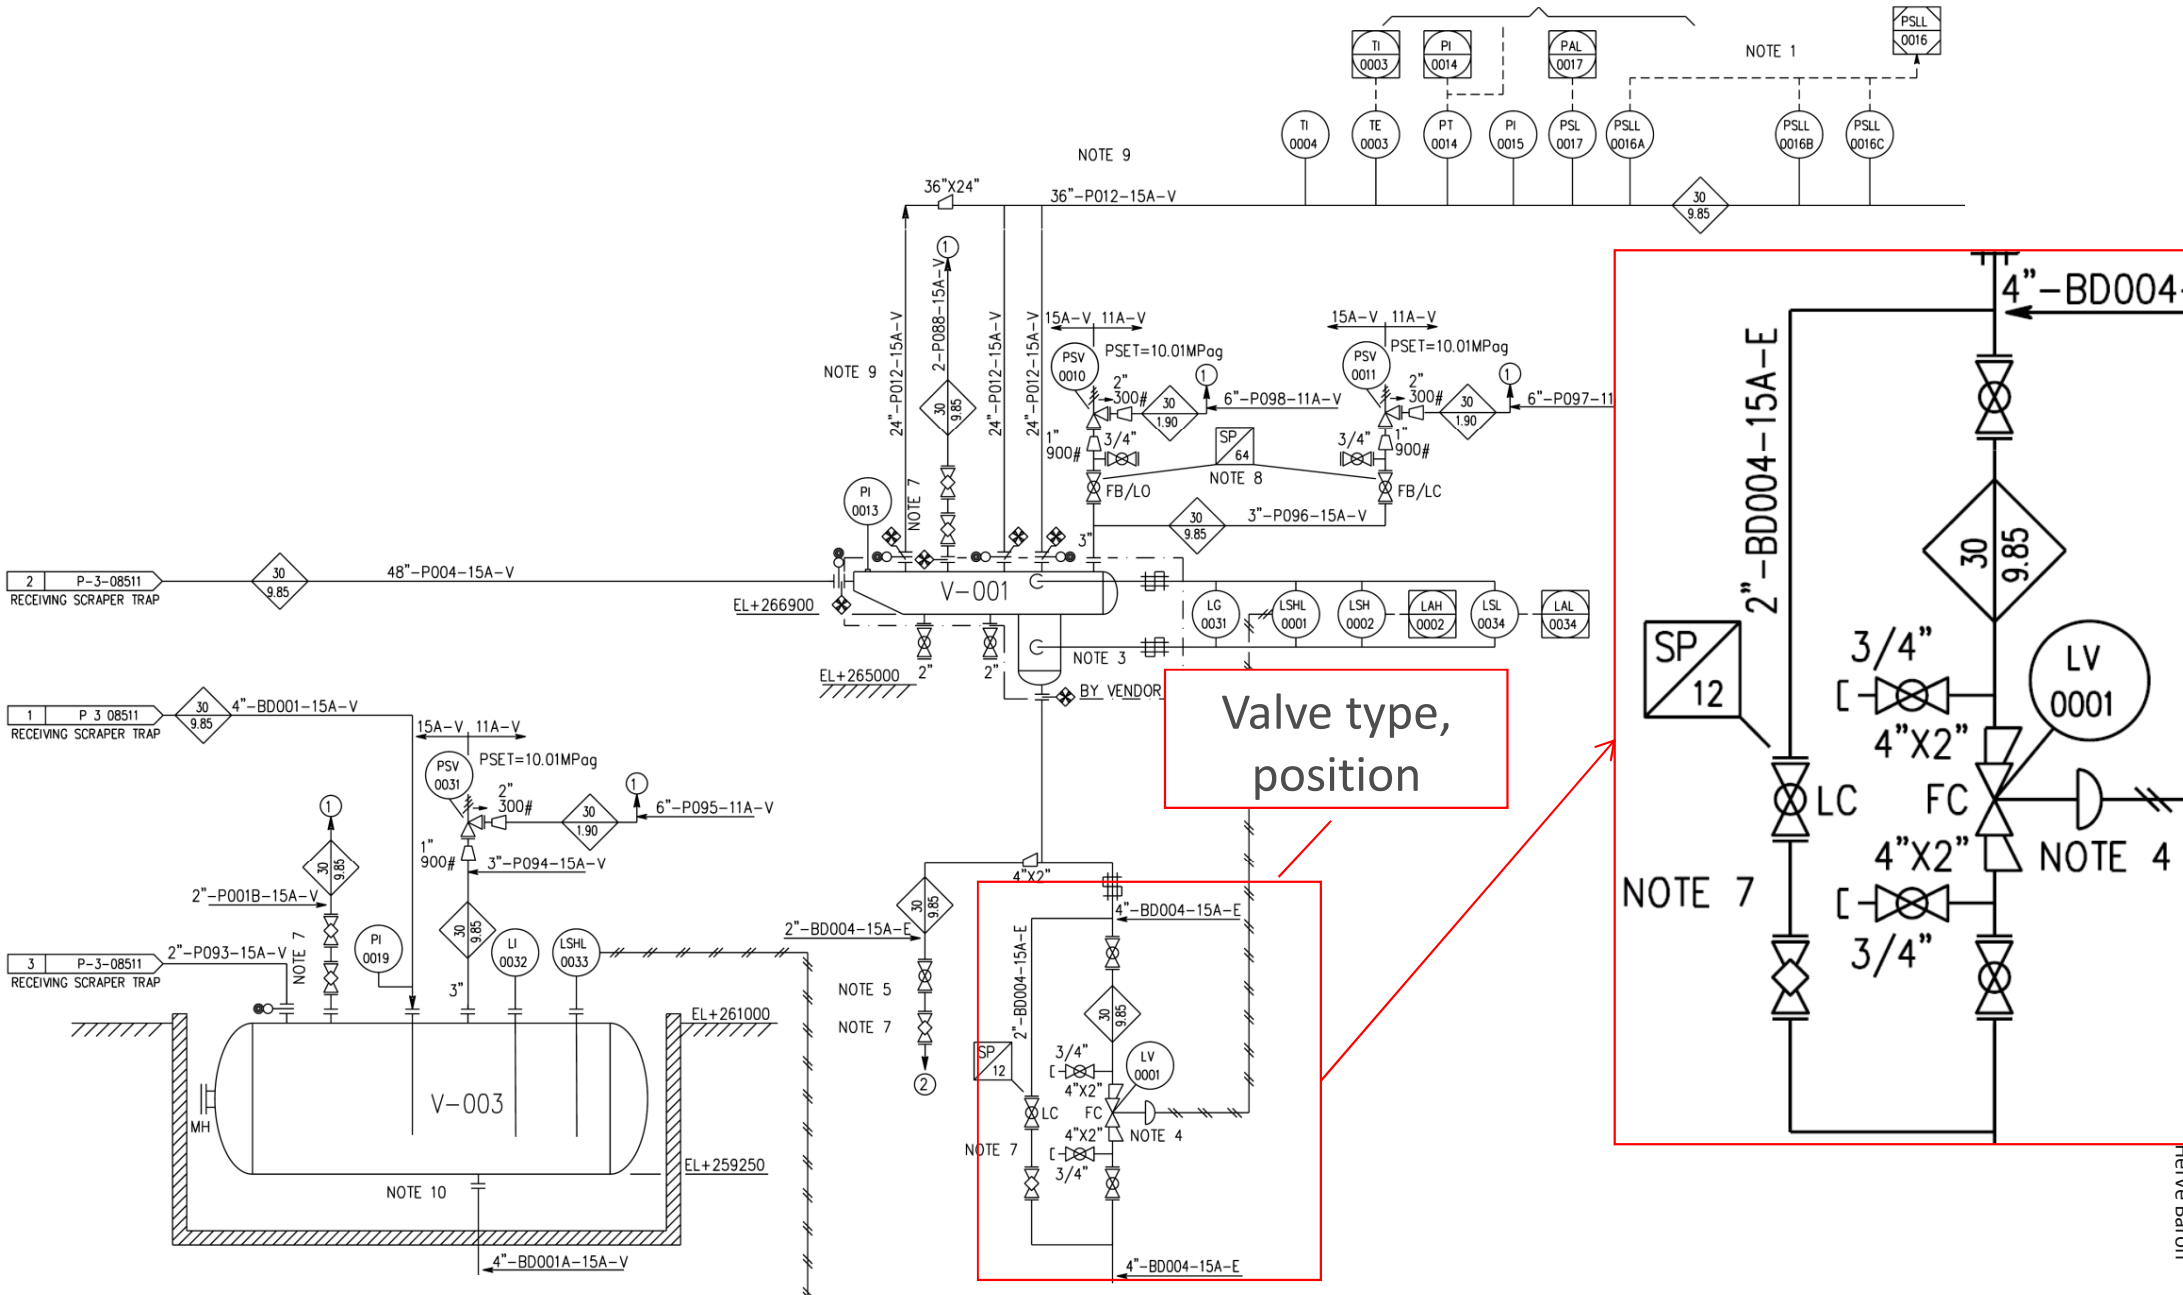 TI
0003
PI
0014
PAL
0017
NOTE 1
PSLL
0016
TI
0004
TE
0003
PT
0014
PI
0015
PSL
0017
PSLL
0016A
PSLL
0016B
PSLL
0016C
NOTE 9
36"X24"
36"-P012-15A-V
30
9.85
1
24"-P012-15A-V
2-P088-15A-V
24"-P012-15A-V
24"-P012-15A-V
NOTE 9
30
9.85
15A-V
11A-V
PSV
0010
PSET=10.01MPag
2"
300#
30
1.90
1
6"-P098-11A-V
1"
900#
3/4"
SP
64
NOTE 8
FB/LO
15A-V
11A-V
PSV
0011
PSET=10.01MPag
2"
300#
30
1.90
1
6"-P097-11
3/4"
1"
900#
FB/LC
30
9.85
3"-P096-15A-V
3"
PI
0013
NOTE 7
2
P-3-08511
RECEIVING SCRAPER TRAP
30
9.85
48"-P004-15A-V
V-001
EL+266900
EL+265000
2"
2"
NOTE 3
BY VENDOR
LG
0031
LSHL
0001
LSH
0002
LAH
0002
LSL
0034
LAL
0034
1
P 3 08511
RECEIVING SCRAPER TRAP
30
9.85
4"-BD001-15A-V
15A-V
11A-V
PSV
0031
PSET=10.01MPag
2"
300#
30
1.90
1
6"-P095-11A-V
1"
900#
3"-P094-15A-V
1
30
9.85
2"-P001B-15A-V
NOTE 7
3
P-3-08511
RECEIVING SCRAPER TRAP
2"-P093-15A-V
PI
0019
30
9.85
3"
LI
0032
LSHL
0033
EL+261000
MH
V-003
EL+259250
NOTE 10
4"-BD001A-15A-V
Valve type,
position
4"X2"
30
9.85
2"-BD004-15A-E
NOTE 5
NOTE 7
2
4"-BD004-15A-E
2"-BD004-15A-E
30
9.85
SP
12
3/4"
4"X2"
LV
0001
LC
FC
4"X2"
NOTE 4
NOTE 7
3/4"
4"-BD004-15A-E
4"-BD004-
2"-BD004-15A-E
30
9.85
SP
12
3/4"
4"X2"
LV
0001
LC
FC
4"X2"
NOTE 4
NOTE 7
3/4"
Hervé Baron